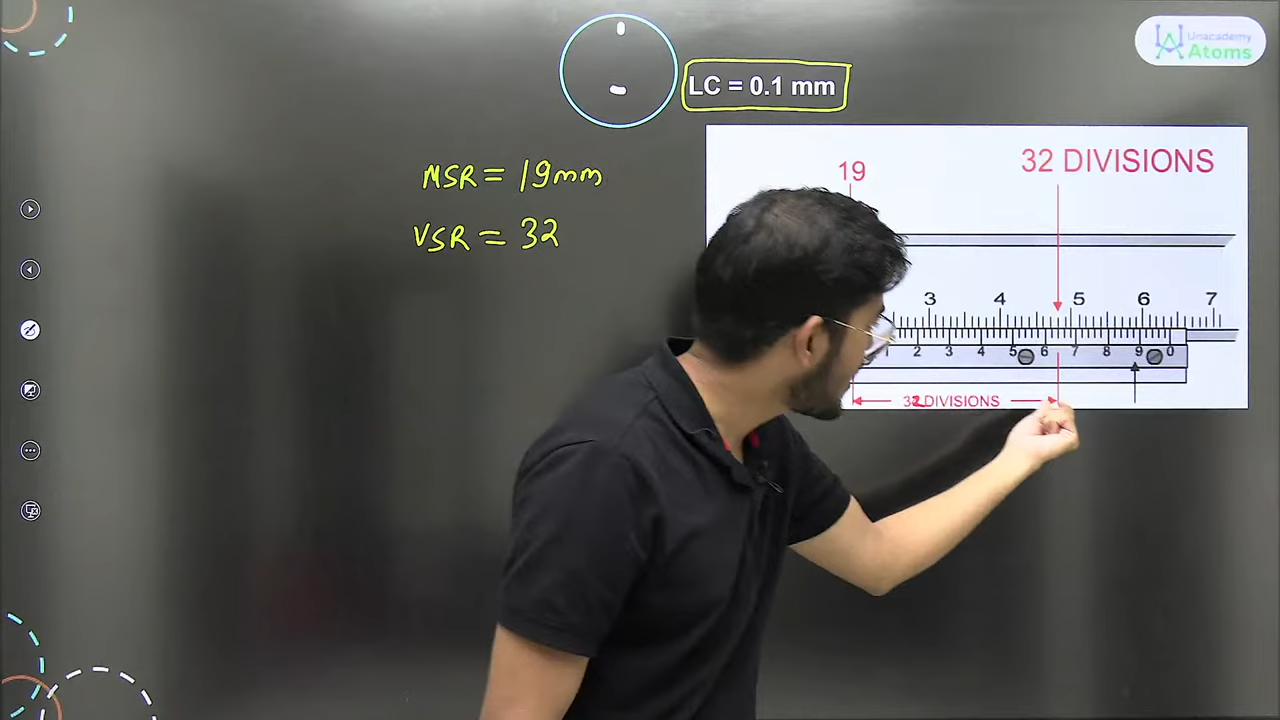 Unacademy
Atoms
LC = 0.1 mm
MSR = 19mm
VSR = 32
19
32 DIVISIONS
3 4 5 6 7
1 2 3 4 5 6 7 8 9 0
32 DIVISIONS